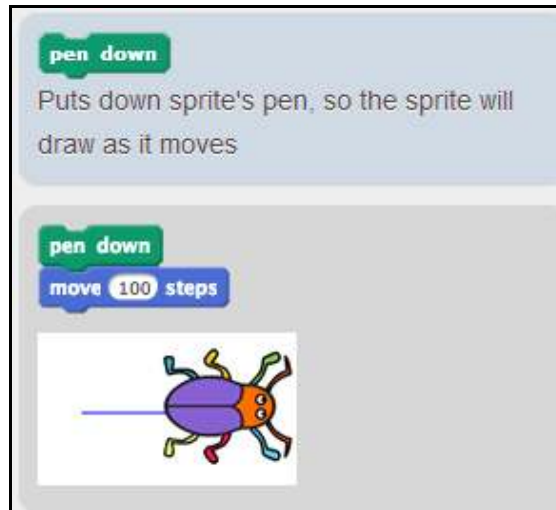 pen down
Puts down sprite's pen, so the sprite will
draw as it moves
pen down
move 100 steps